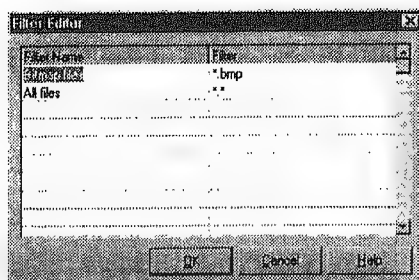 Filter Editor
Filter Name Filter
*.bmp
All files *.*
OK Cancel Help